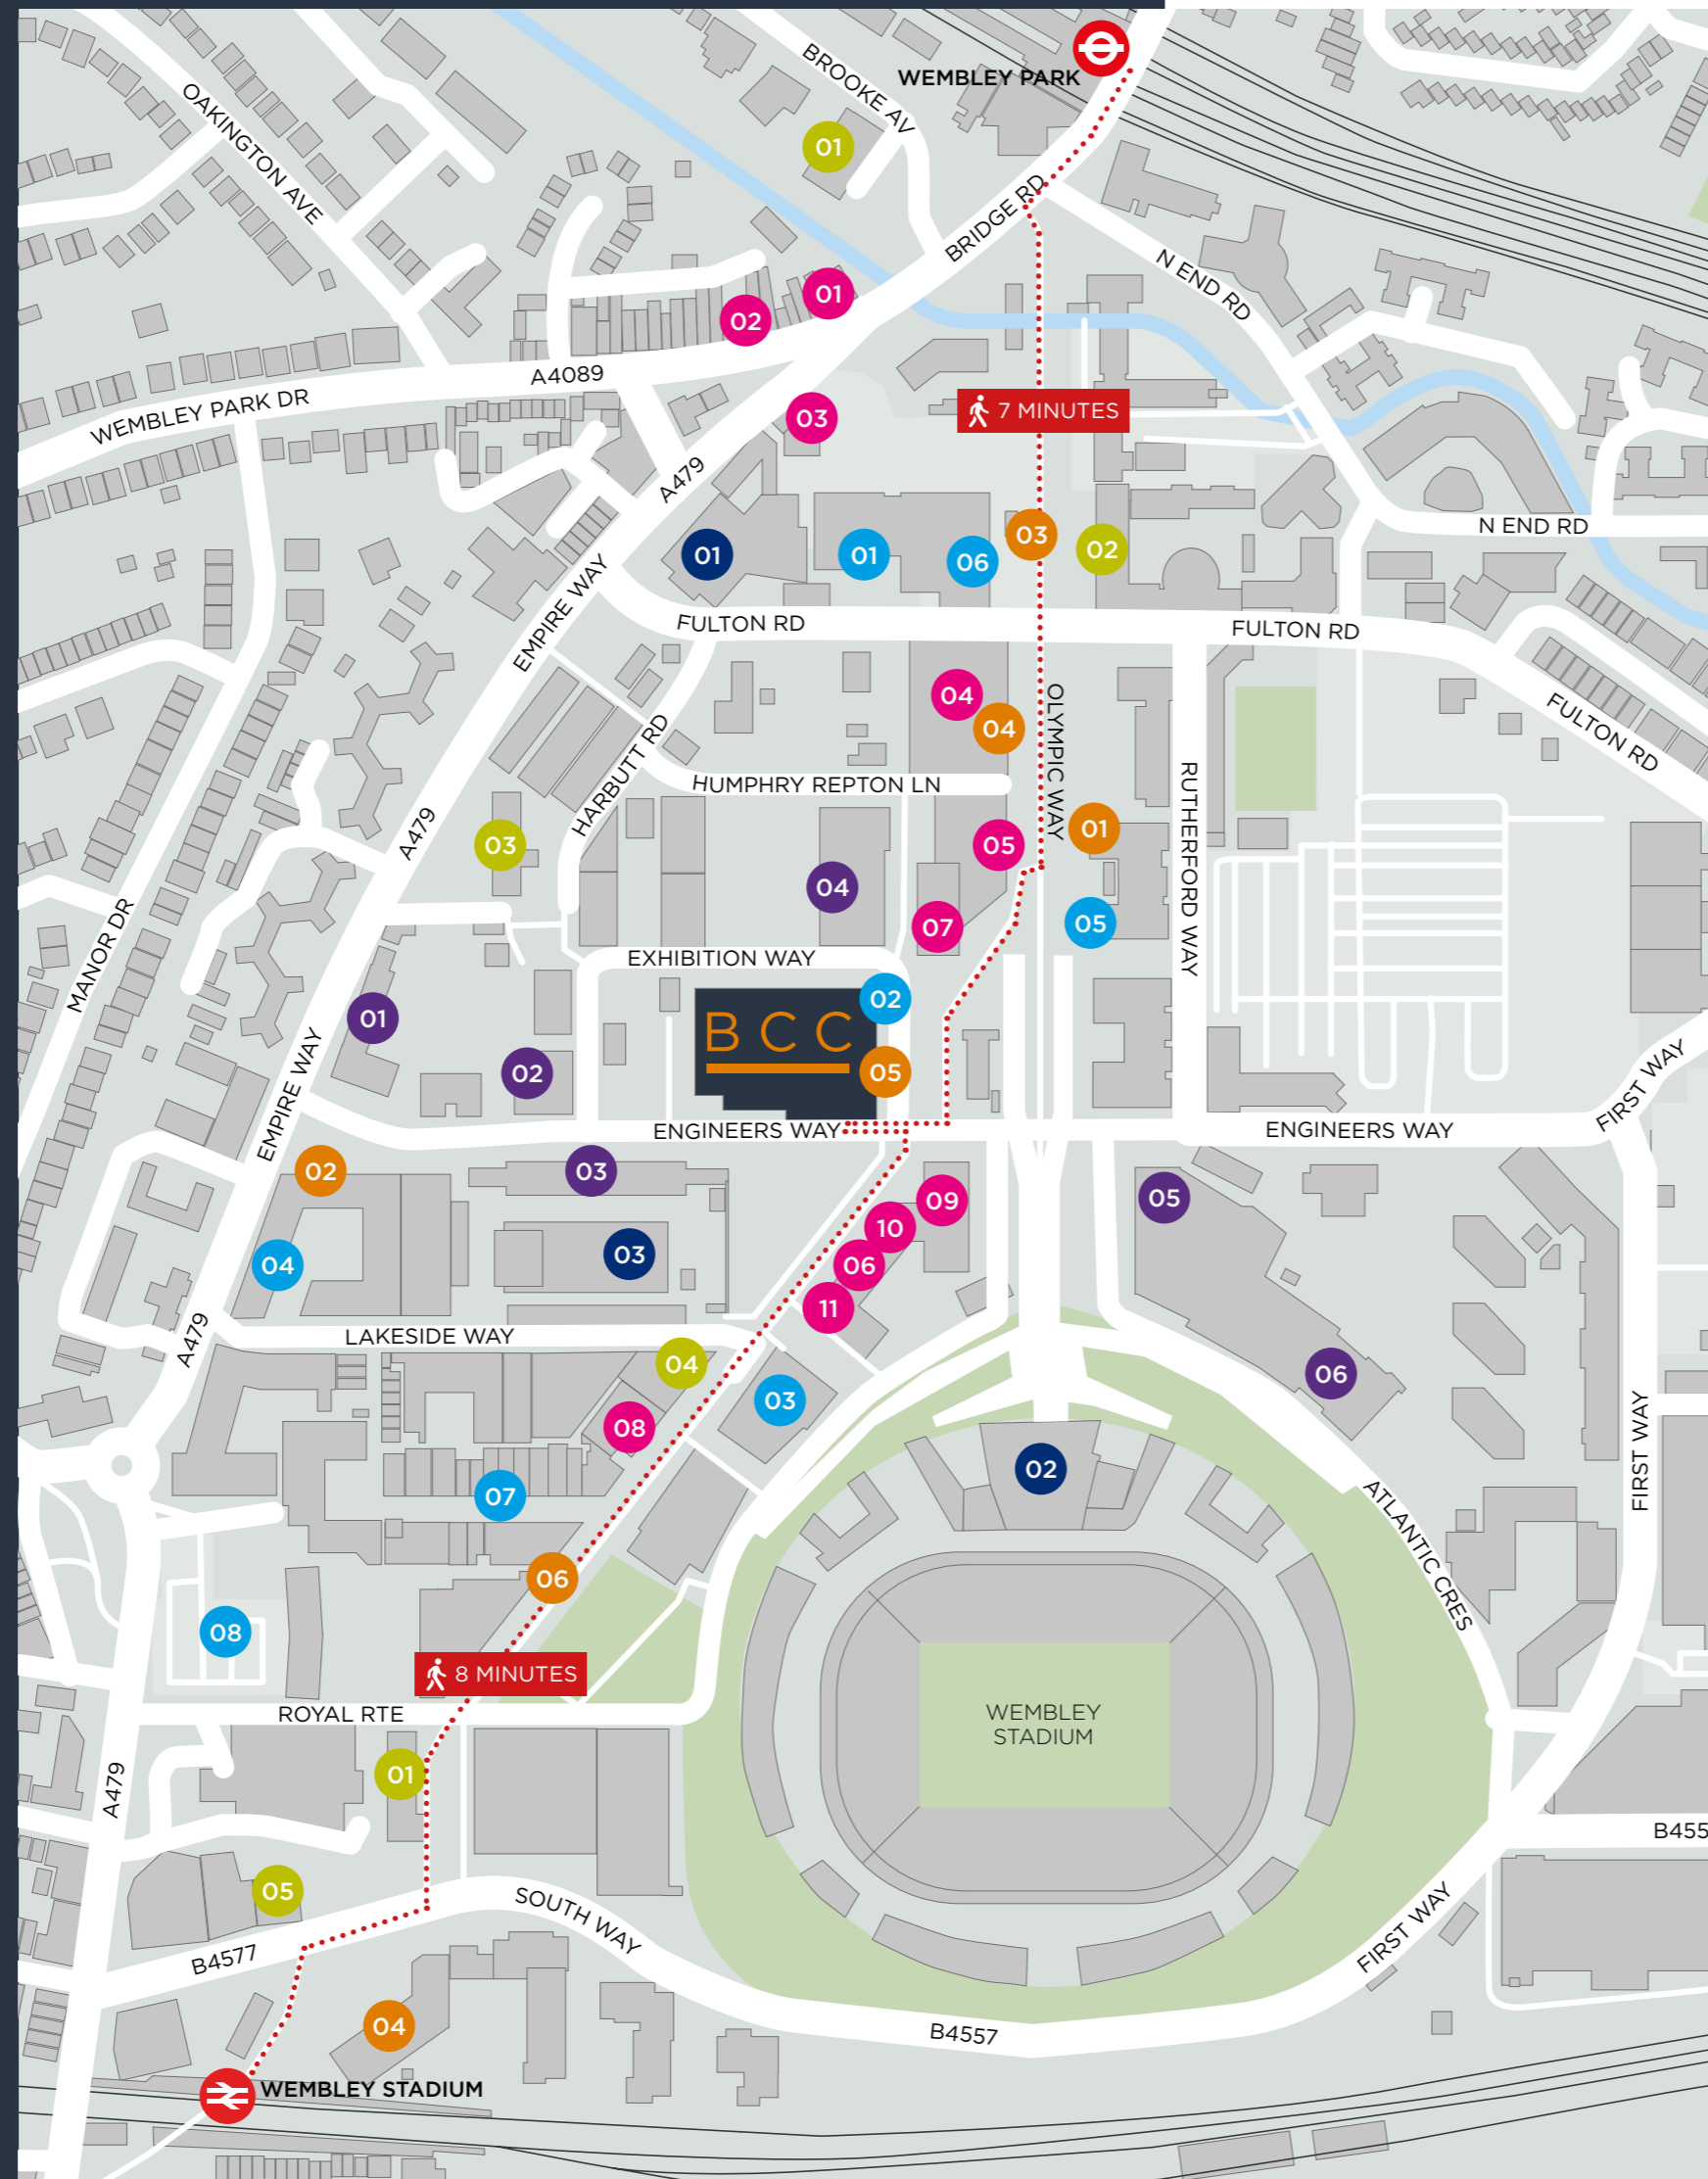 WEMBLEY PARK
BROOKE AV
OAKINGTON AVE
01
BRIDGE RD
N END RD
01
02
A4089
WEMBLEY PARK DR
7 MINUTES
03
A479
N END RD
01
01
06
03
02
EMPIRE WAY
FULTON RD
FULTON RD
04
04
OLYMPIC WAY
FULTON RD
HARBUTT RD
HUMPHRY REPTON LN
RUTHERFORD WAY
A479
03
05
01
04
07
05
MANOR DR
EXHIBITION WAY
02
01
BCC
02
05
EMPIRE WAY
FIRST WAY
ENGINEERS WAY
ENGINEERS WAY
02
03
05
09
10
04
03
06
11
LAKESIDE WAY
A479
04
06
03
08
02
FIRST WAY
07
ATLANTIC CRES
06
08
8 MINUTES
ROYAL RTE
WEMBLEY
STADIUM
01
A479
B455
05
SOUTH WAY
B4577
FIRST WAY
04
B4557
WEMBLEY STADIUM